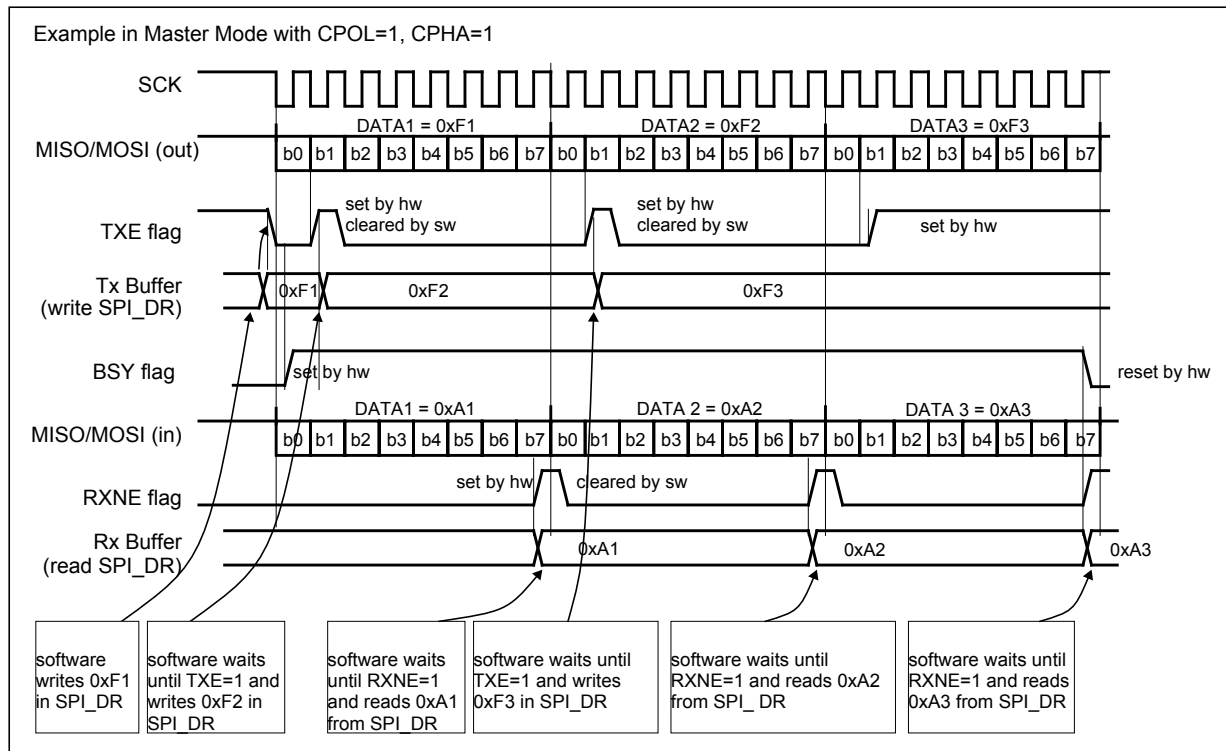 Example in Master Mode with CPOL=1, CPHA=1
SCK
DATA1 = 0xF1 DATA2 = 0xF2 DATA3 = 0xF3
MISO/MOSI (out) b0 b1 b2 b3 b4 b5 b6 b7 b0 b1 b2 b3 b4 b5 b6 b7 b0 b1 b2 b3 b4 b5 b6 b7
TXE flag
set by hw
cleared by sw
set by hw
cleared by sw
set by hw
Tx Buffer
(write SPI_DR)
0xF1 0xF2 0xF3
BSY flag set by hw reset by hw
DATA1 = 0xA1 DATA 2 = 0xA2 DATA 3 = 0xA3
MISO/MOSI (in) b0 b1 b2 b3 b4 b5 b6 b7 b0 b1 b2 b3 b4 b5 b6 b7 b0 b1 b2 b3 b4 b5 b6 b7
RXNE flag set by hw cleared by sw
Rx Buffer
(read SPI_DR)
0xA1 0xA2 0xA3
software
writes 0xF1
in SPI_DR
software waits
until TXE=1 and
writes 0xF2 in
SPI_DR
software waits
until RXNE=1
and reads 0xA1
from SPI_DR
software waits until
TXE=1 and writes
0xF3 in SPI_DR
software waits until
RXNE=1 and reads 0xA2
from SPI_ DR
software waits until
RXNE=1 and reads
0xA3 from SPI_DR